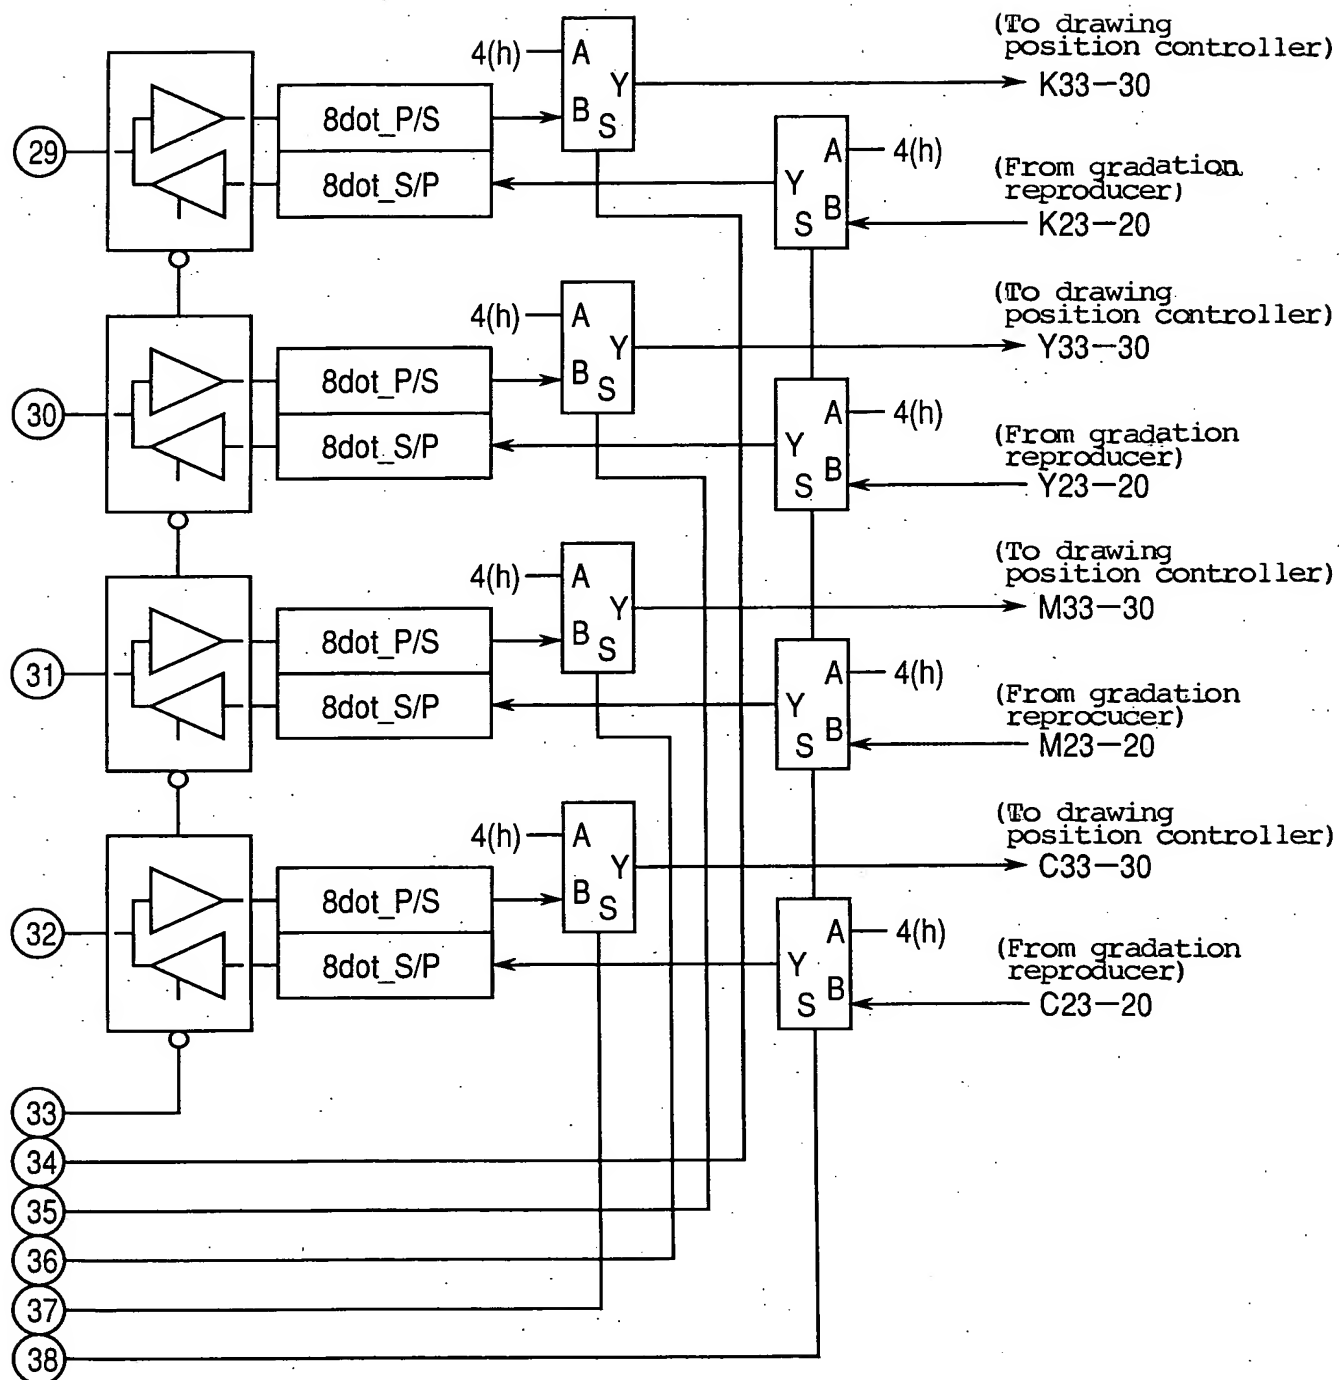 (To drawing
position controller)
4(h) A
Y
K33—30
B
S
8dot_P/S
29
A 4(h)
(From gradation
reproducer)
8dot_S/P
Y
B
S
K23—20
(To drawing
position controller)
4(h) A
Y
Y33—30
B
S
8dot_P/S
30
A 4(h)
(From gradation
reproducer)
8dot_S/P
Y
B
S
Y23—20
(To drawing
position controller)
4(h) A
Y
M33—30
B
S
8dot_P/S
31
A 4(h)
(From gradation
reprocucer)
8dot_S/P
Y
B
S
M23—20
(To drawing
position controller)
4(h) A
Y
C33—30
B
S
8dot_P/S
32
A 4(h)
(From gradation
reproducer)
8dot_S/P
Y
B
S
C23—20
33
34
35
36
37
38